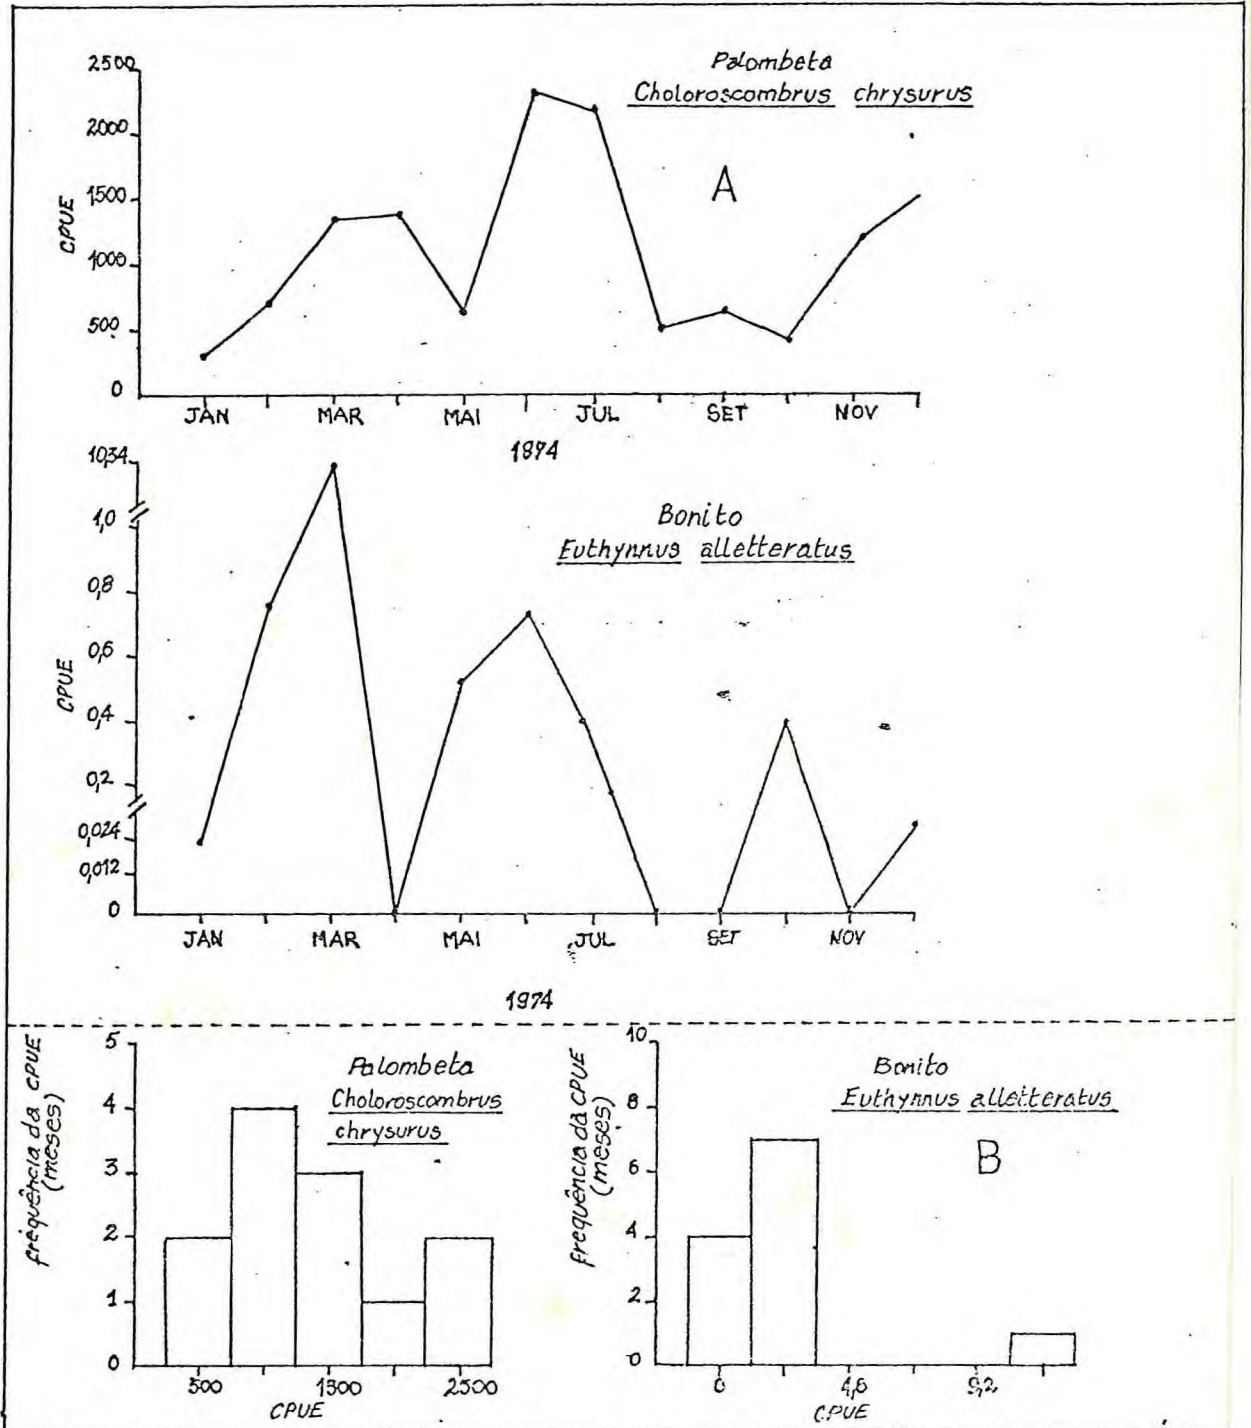 Palombeta
Choloroscombrus chrysurus
A
CPUE
2500
2000
1500
1000
500
0
JAN MAR MAI JUL SET NOV
1974
Bonito
Euthynnus alletteratus
CPUE
10,34
1,0
0,8
0,6
0,4
0,2
0,024
0,012
0
JAN MAR MAI JUL SET NOV
1974
frequência da CPUE
(meses)
5
4
3
2
1
0
Palombeta
Choloroscombrus
chrysurus
500 1500 2500
CPUE
frequência da CPUE
(meses)
10
8
6
4
2
0
Bonito
Euthynnus alletteratus
B
0 4,6 9,2
CPUE